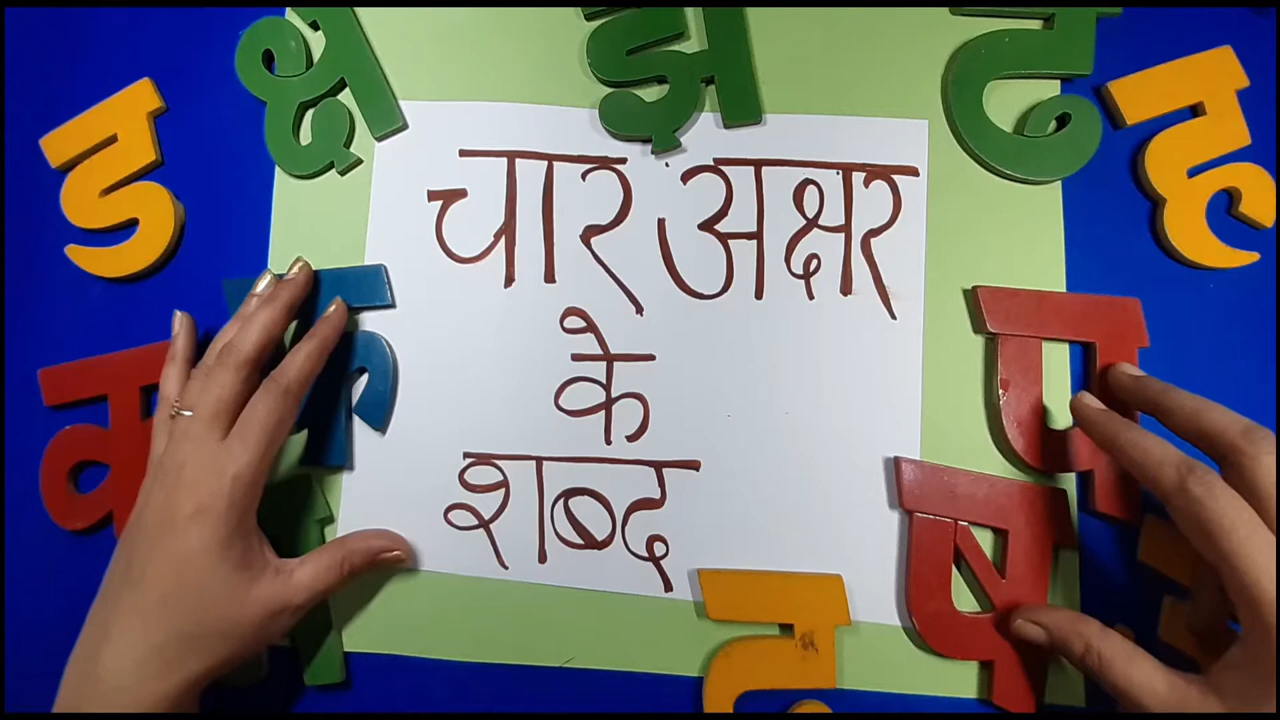 क्ष झ ढ
ड ह
चार अक्षर
के
क प
शब्द
ष